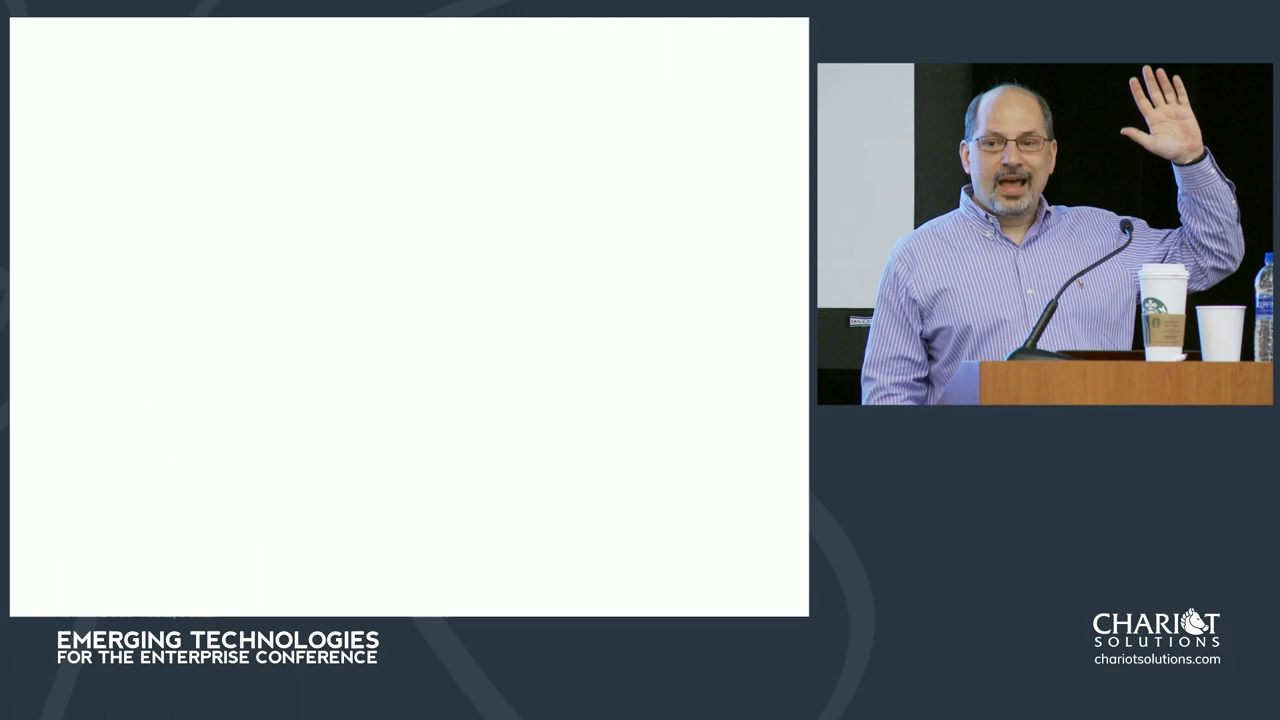 EMERGING TECHNOLOGIES
FOR THE ENTERPRISE CONFERENCE
CHARIOT
SOLUTIONS
chariotsolutions.com